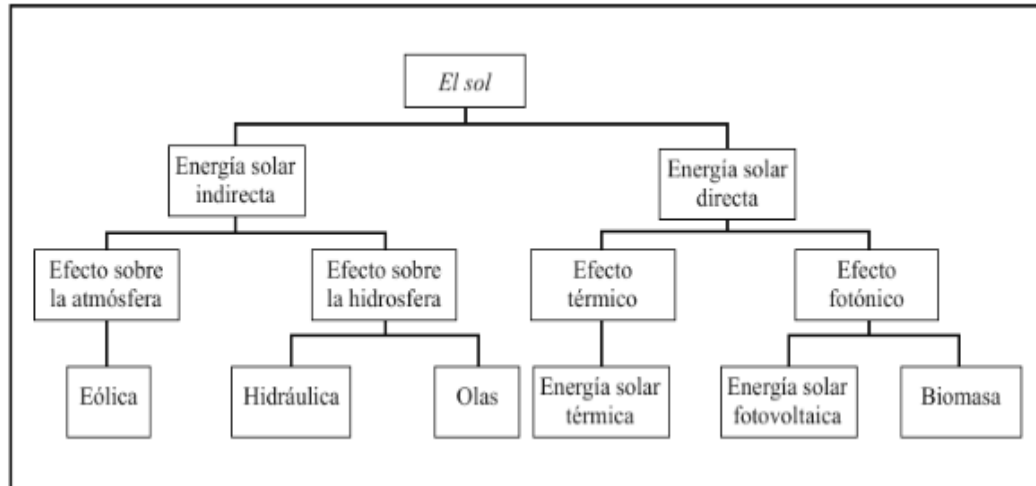 El sol
Energía solar
indirecta
Energía solar
directa
Efecto sobre
la atmósfera
Efecto sobre
la hidrosfera
Efecto
térmico
Efecto
fotónico
Eólica
Hidráulica
Olas
Energía solar
térmica
Energía solar
fotovoltaica
Biomasa